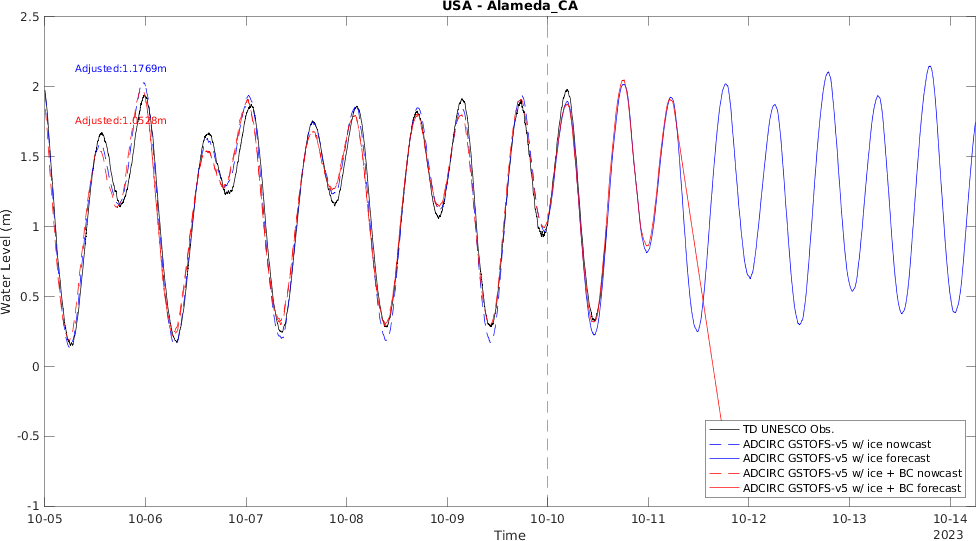 USA - Alameda_CA
2.5
2
1.5
1
0.5
0
-0.5
-1
Water Level (m)
Adjusted:1.1769m
Adjusted:1.0528m
TD UNESCO Obs.
ADCIRC GSTOFS-v5 w/ ice nowcast
ADCIRC GSTOFS-v5 w/ ice forecast
ADCIRC GSTOFS-v5 w/ ice + BC nowcast
ADCIRC GSTOFS-v5 w/ ice + BC forecast
10-05 10-06 10-07 10-08 10-09 10-10 10-11 10-12 10-13 10-14
Time
2023